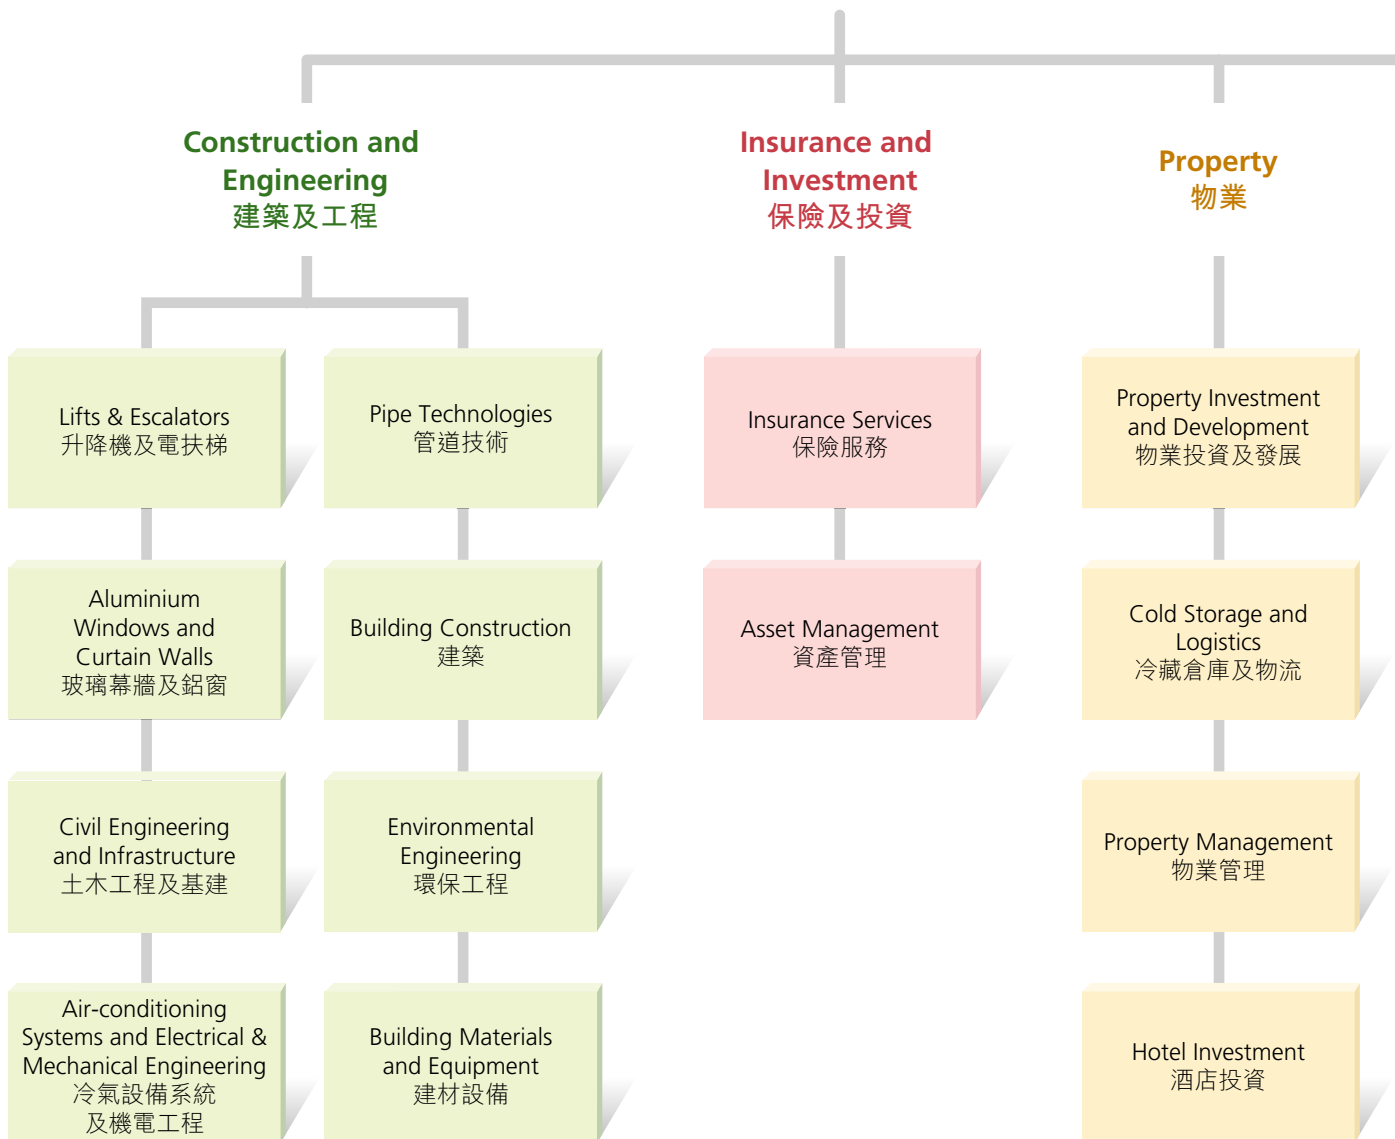 Construction and
Engineering
建築及工程
Insurance and
Investment
保險及投資
Property
物業
Lifts & Escalators
升降機及電扶梯
Pipe Technologies
管道技術
Insurance Services
保險服務
Property Investment
and Development
物業投資及發展
Aluminium
Windows and
Curtain Walls
玻璃幕牆及鋁窗
Building Construction
建築
Asset Management
資產管理
Cold Storage and
Logistics
冷藏倉庫及物流
Civil Engineering
and Infrastructure
土木工程及基建
Environmental
Engineering
環保工程
Property Management
物業管理
Air-conditioning
Systems and Electrical &
Mechanical Engineering
冷氣設備系統
及機電工程
Building Materials
and Equipment
建材設備
Hotel Investment
酒店投資